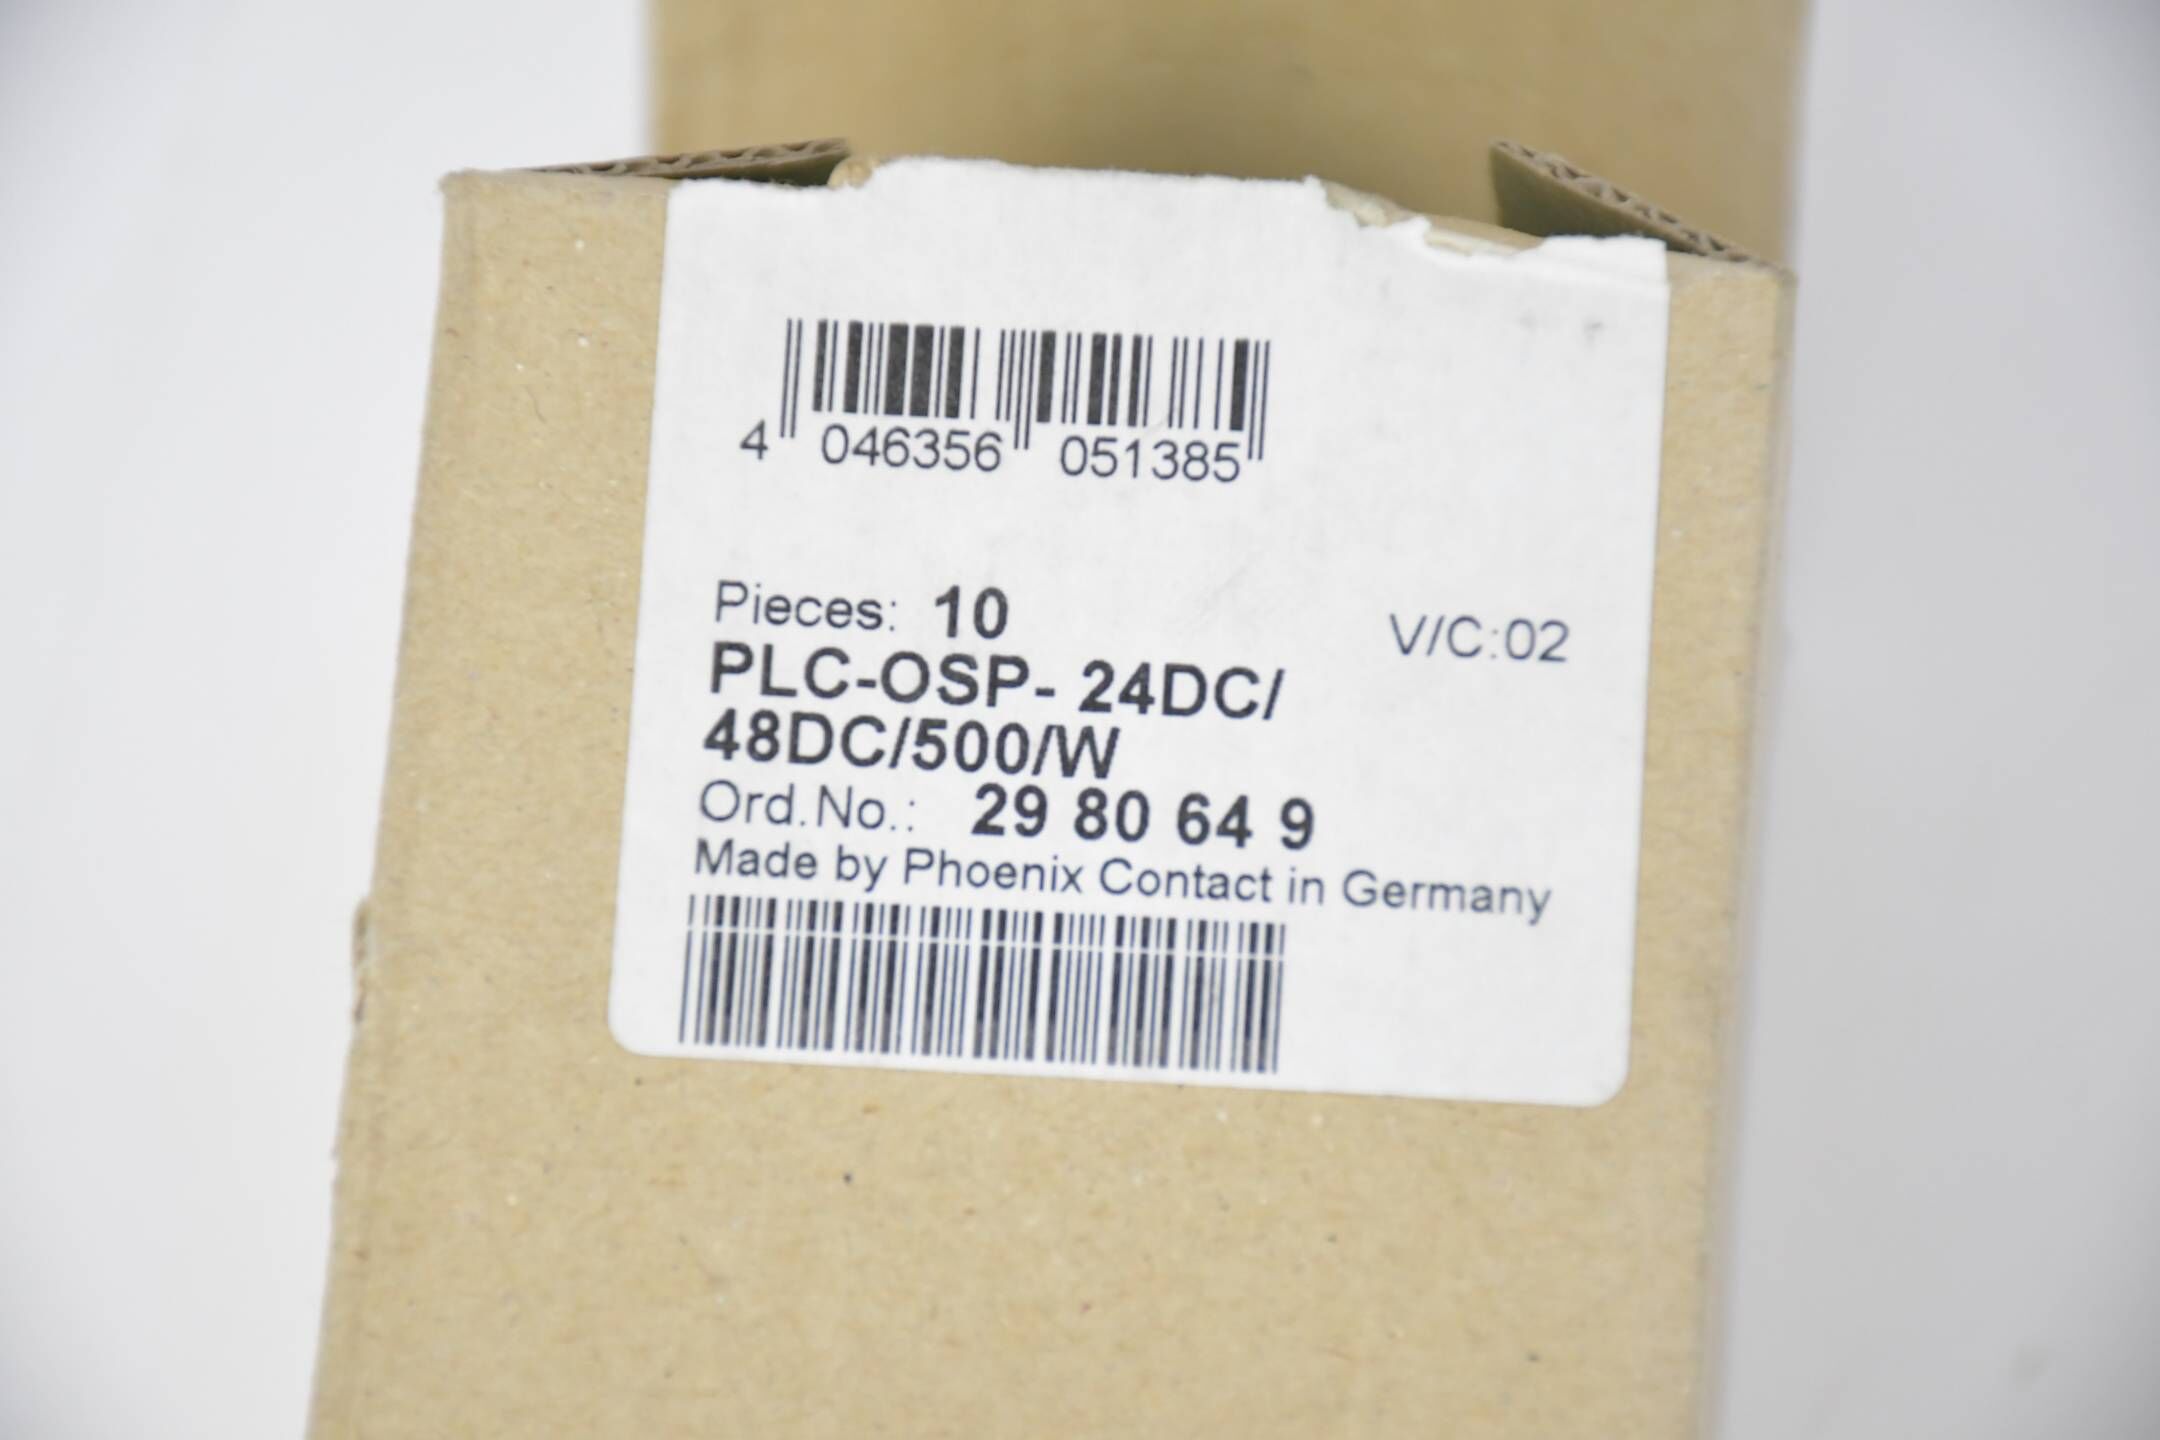 4 046356 051385
Pieces: 10
V/C:02
PLC-OSP- 24DC/
48DC/500/W
Ord.No.: 29 80 64 9
Made by Phoenix Contact in Germany